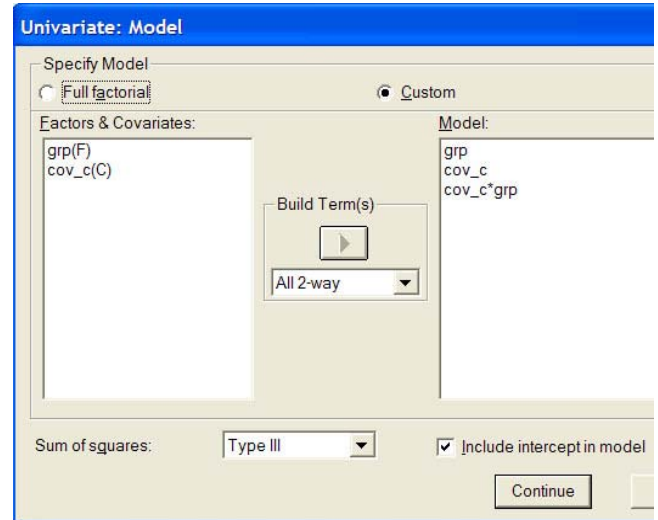 Univariate: Model
Specify Model
Full factorial
Custom
Factors & Covariates:
Model:
grp(F)
cov_c(C)
grp
cov_c
cov_c*grp
Build Term(s)
All 2-way
Sum of squares:
Type III
Include intercept in model
Continue